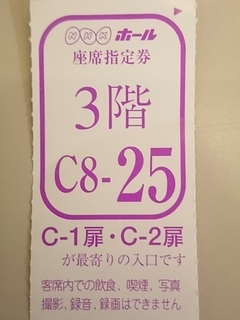 NHKホール
座席指定券
3階
C8-25
C-1扉・C-2扉
が最寄りの入口です
客席内での飲食、喫煙、写真
撮影、録音、録画はできません